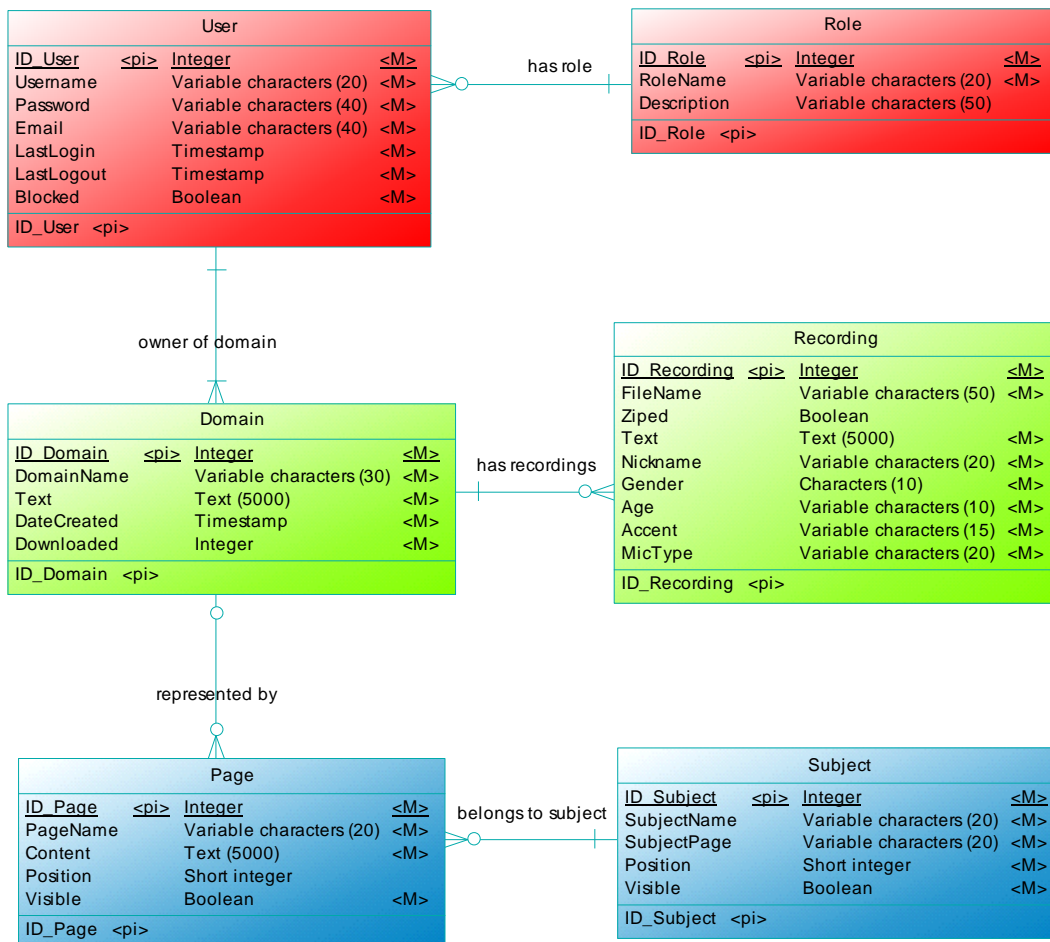 User
ID_User <pi> Integer <M>
Username Variable characters (20) <M>
Password Variable characters (40) <M>
Email Variable characters (40) <M>
LastLogin Timestamp <M>
LastLogout Timestamp <M>
Blocked Boolean <M>
ID_User <pi>
has role
Role
ID_Role <pi> Integer <M>
RoleName Variable characters (20) <M>
Description Variable characters (50)
ID_Role <pi>
owner of domain
Domain
ID_Domain <pi> Integer <M>
DomainName Variable characters (30) <M>
Text Text (5000) <M>
DateCreated Timestamp <M>
Downloaded Integer <M>
ID_Domain <pi>
has recordings
Recording
ID_Recording <pi> Integer <M>
FileName Variable characters (50) <M>
Ziped Boolean
Text Text (5000) <M>
Nickname Variable characters (20) <M>
Gender Characters (10) <M>
Age Variable characters (10) <M>
Accent Variable characters (15) <M>
MicType Variable characters (20) <M>
ID_Recording <pi>
represented by
Page
ID_Page <pi> Integer <M>
PageName Variable characters (20) <M>
Content Text (5000) <M>
Position Short integer
Visible Boolean <M>
ID_Page <pi>
belongs to subject
Subject
ID_Subject <pi> Integer <M>
SubjectName Variable characters (20) <M>
SubjectPage Variable characters (20) <M>
Position Short integer <M>
Visible Boolean <M>
ID_Subject <pi>